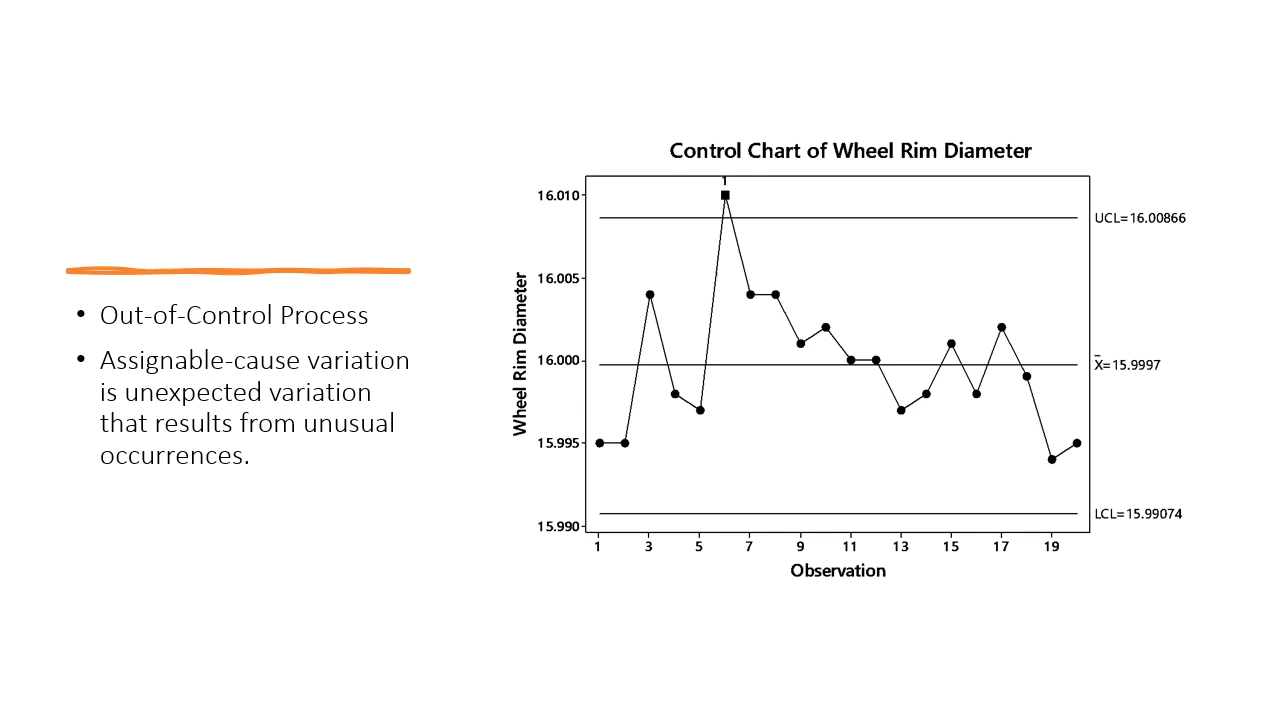 • Out-of-Control Process
• Assignable-cause variation
is unexpected variation
that results from unusual
occurrences.
Control Chart of Wheel Rim Diameter
1
16.010
UCL=16.00866
16.005
Wheel Rim Diameter
16.000
X̄=15.9997
15.995
LCL=15.99074
15.990
1 3 5 7 9 11 13 15 17 19
Observation